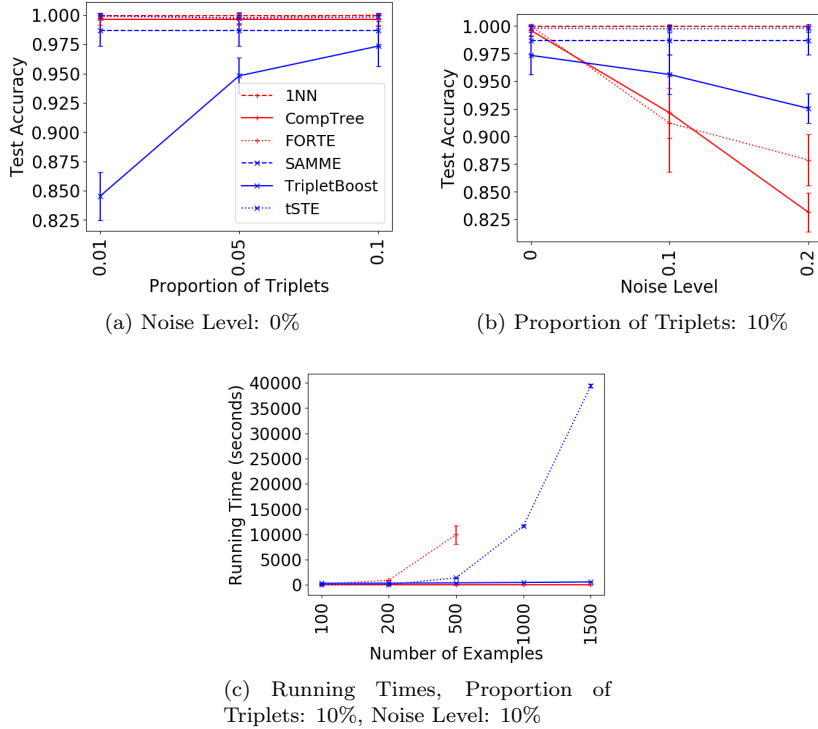 1.000
0.975
0.950
0.925
0.900
0.875
0.850
0.825
Test Accuracy
1NN
CompTree
FORTE
SAMME
TripletBoost
tSTE
0.01
0.05
0.1
Proportion of Triplets
(a) Noise Level: 0%
1.000
0.975
0.950
0.925
0.900
0.875
0.850
0.825
Test Accuracy
0
0.1
0.2
Noise Level
(b) Proportion of Triplets: 10%
40000
35000
30000
25000
20000
15000
10000
5000
0
Running Time (seconds)
100
200
500
1000
1500
Number of Examples
(c) Running Times, Proportion of
Triplets: 10%, Noise Level: 10%